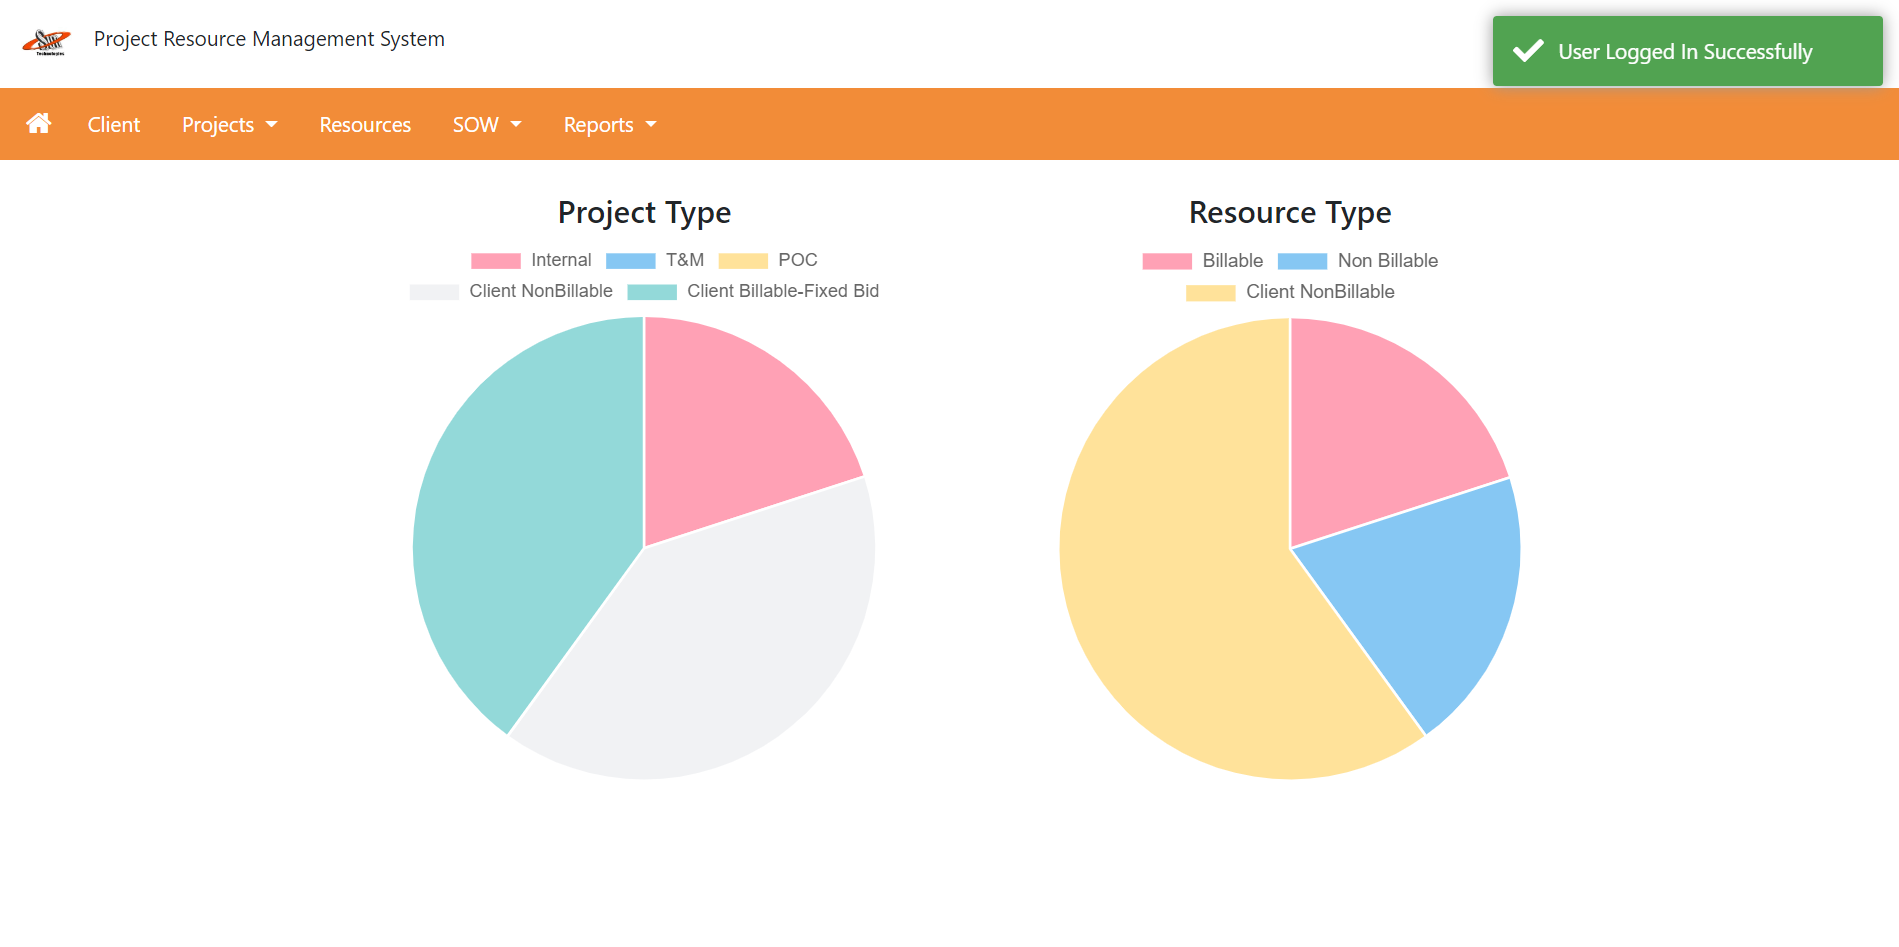 Project Resource Management System
User Logged In Successfully
Client Projects Resources SOW Reports
Project Type
Internal T&M POC
Client NonBillable Client Billable-Fixed Bid
Resource Type
Billable Non Billable
Client NonBillable